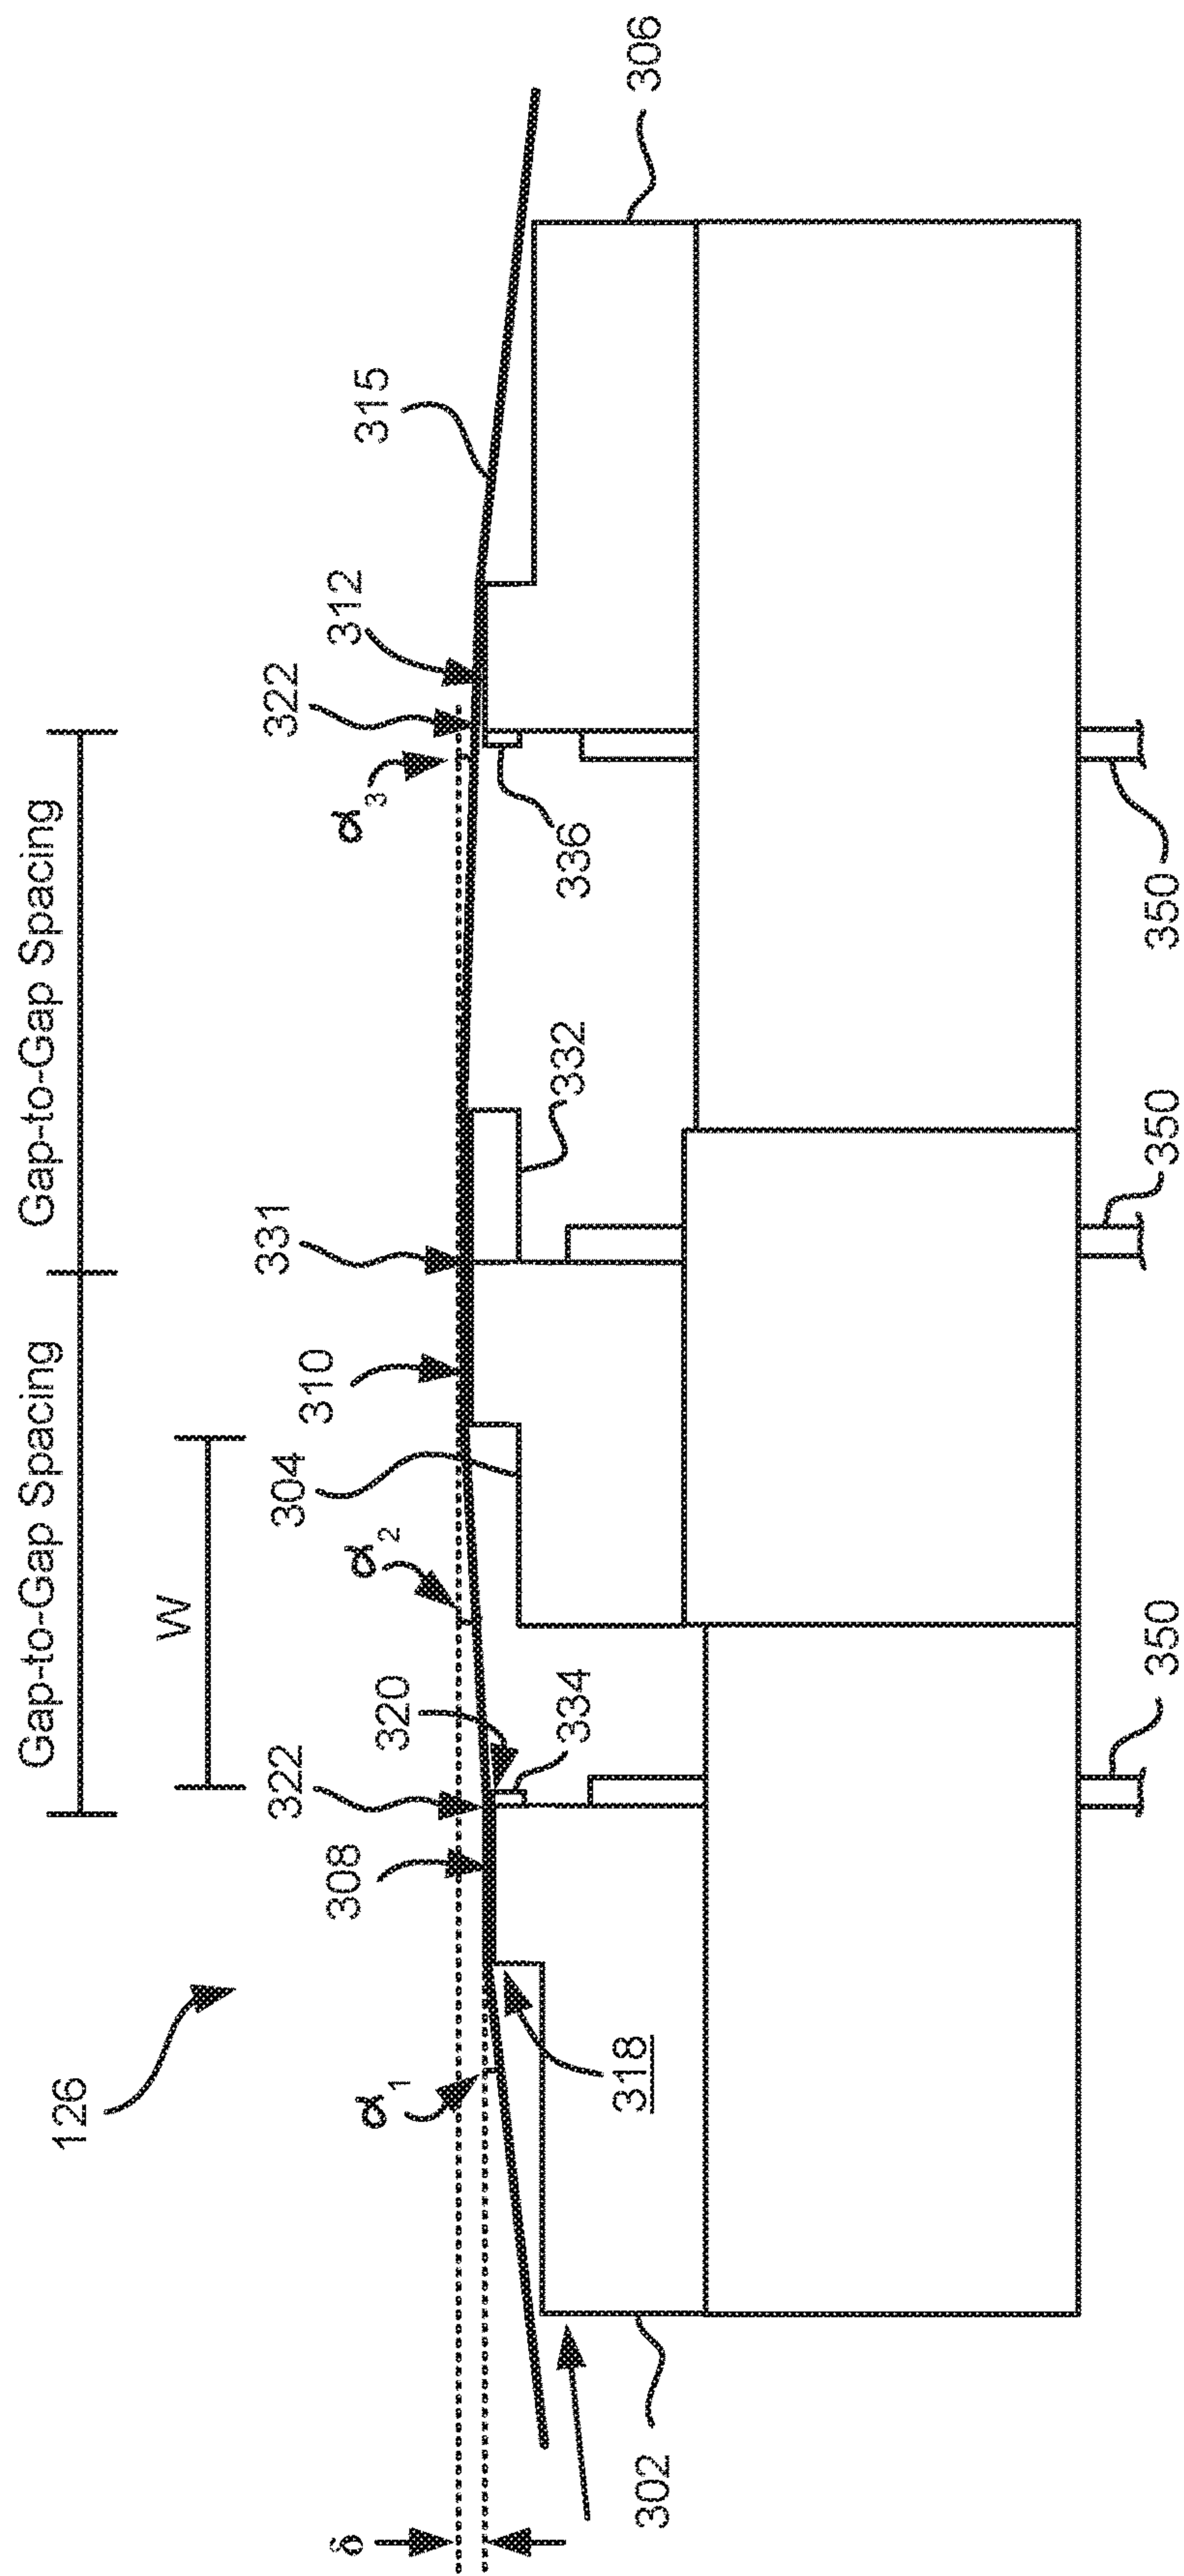 Gap-to-Gap Spacing
Gap-to-Gap Spacing
W
126
δ
α1
308
322
320
334
α2
304
310
331
332
α3
322
312
336
315
318
302
306
350
350
350